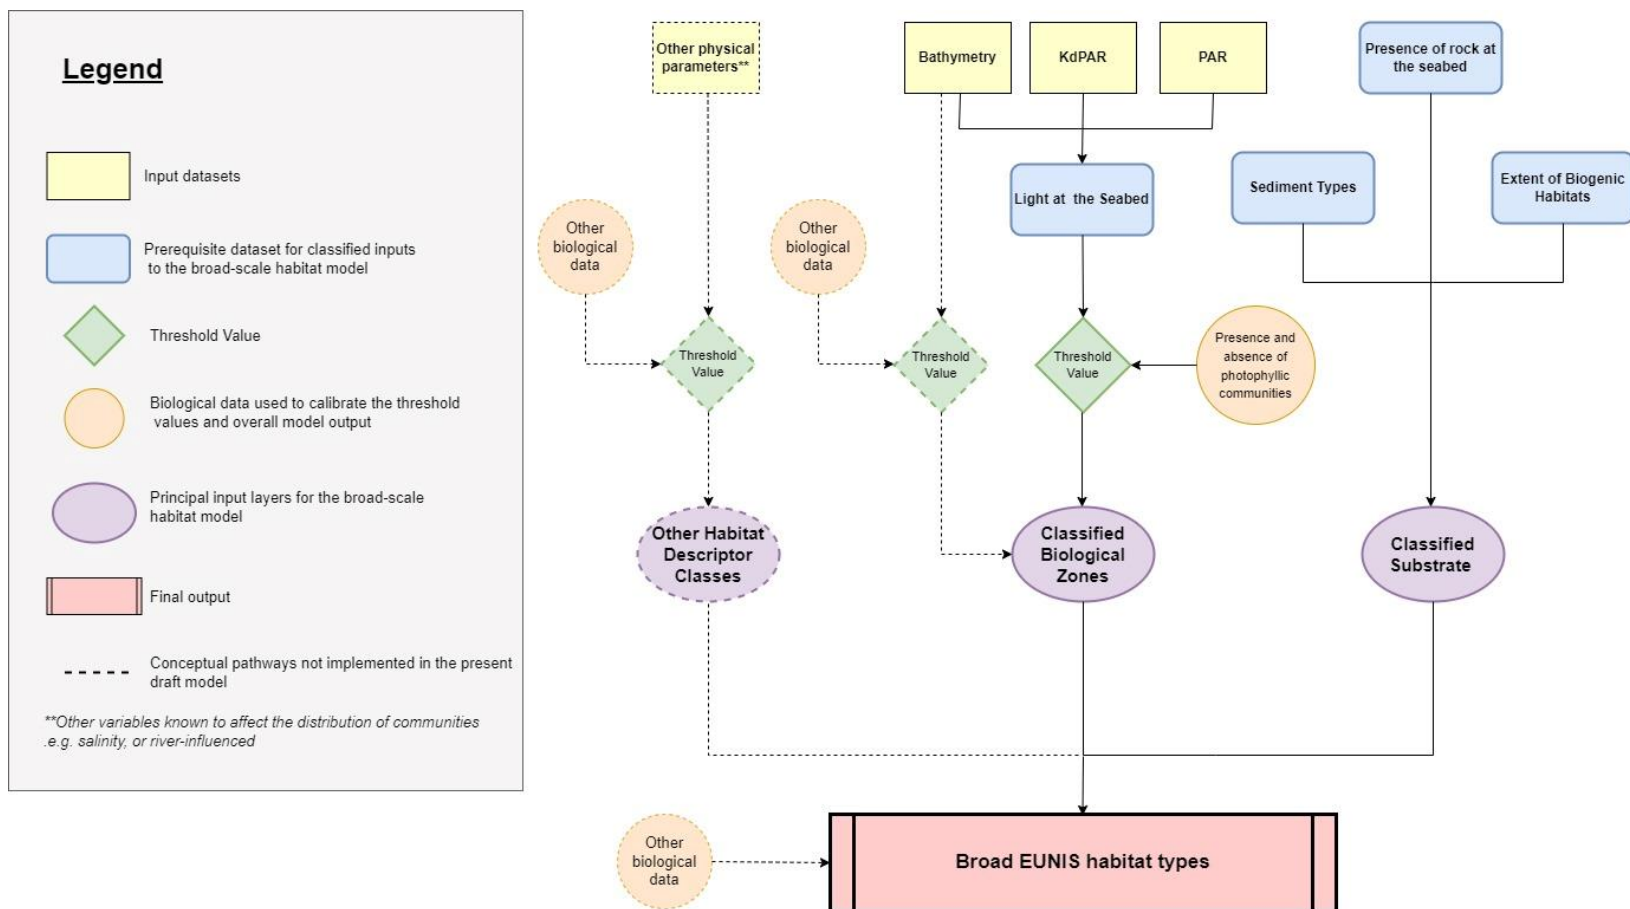 Legend
Input datasets
Prerequisite dataset for classified inputs
to the broad-scale habitat model
Threshold Value
Biological data used to calibrate the threshold
values and overall model output
Principal input layers for the broad-scale
habitat model
Final output
Conceptual pathways not implemented in the present
draft model
**Other variables known to affect the distribution of communities
.e.g. salinity, or river-influenced
Other physical
parameters**
Bathymetry
KdPAR
PAR
Presence of rock at
the seabed
Other
biological
data
Other
biological
data
Light at the Seabed
Sediment Types
Extent of Biogenic
Habitats
Threshold
Value
Threshold
Value
Threshold
Value
Presence and
absence of
photophyllic
communities
Other Habitat
Descriptor
Classes
Classified
Biological
Zones
Classified
Substrate
Other
biological
data
Broad EUNIS habitat types